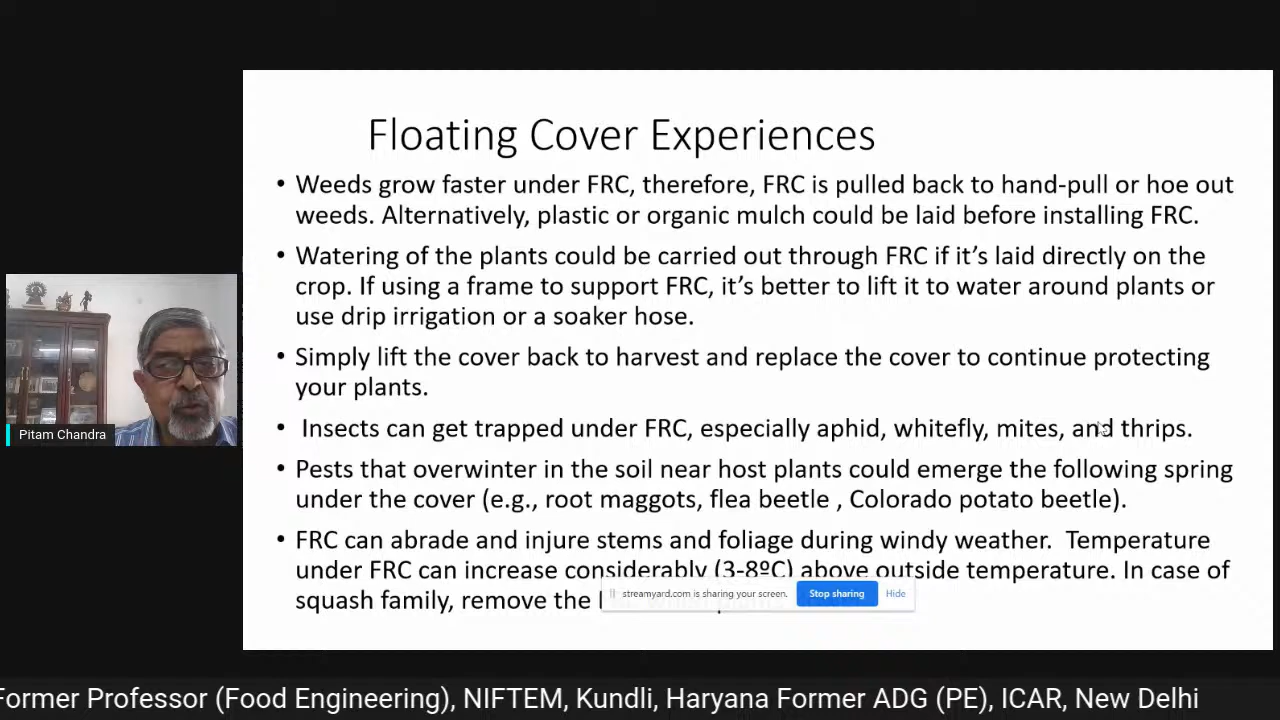 Floating Cover Experiences
• Weeds grow faster under FRC, therefore, FRC is pulled back to hand-pull or hoe out
weeds. Alternatively, plastic or organic mulch could be laid before installing FRC.
• Watering of the plants could be carried out through FRC if it’s laid directly on the
crop. If using a frame to support FRC, it’s better to lift it to water around plants or
use drip irrigation or a soaker hose.
• Simply lift the cover back to harvest and replace the cover to continue protecting
your plants.
• Insects can get trapped under FRC, especially aphid, whitefly, mites, and thrips.
• Pests that overwinter in the soil near host plants could emerge the following spring
under the cover (e.g., root maggots, flea beetle , Colorado potato beetle).
• FRC can abrade and injure stems and foliage during windy weather.  Temperature
under FRC can increase considerably (3-8ºC) above outside temperature. In case of
squash family, remove the
streamyard.com is sharing your screen.
Stop sharing
Hide
Pitam Chandra
Former Professor (Food Engineering), NIFTEM, Kundli, Haryana Former ADG (PE), ICAR, New Delhi